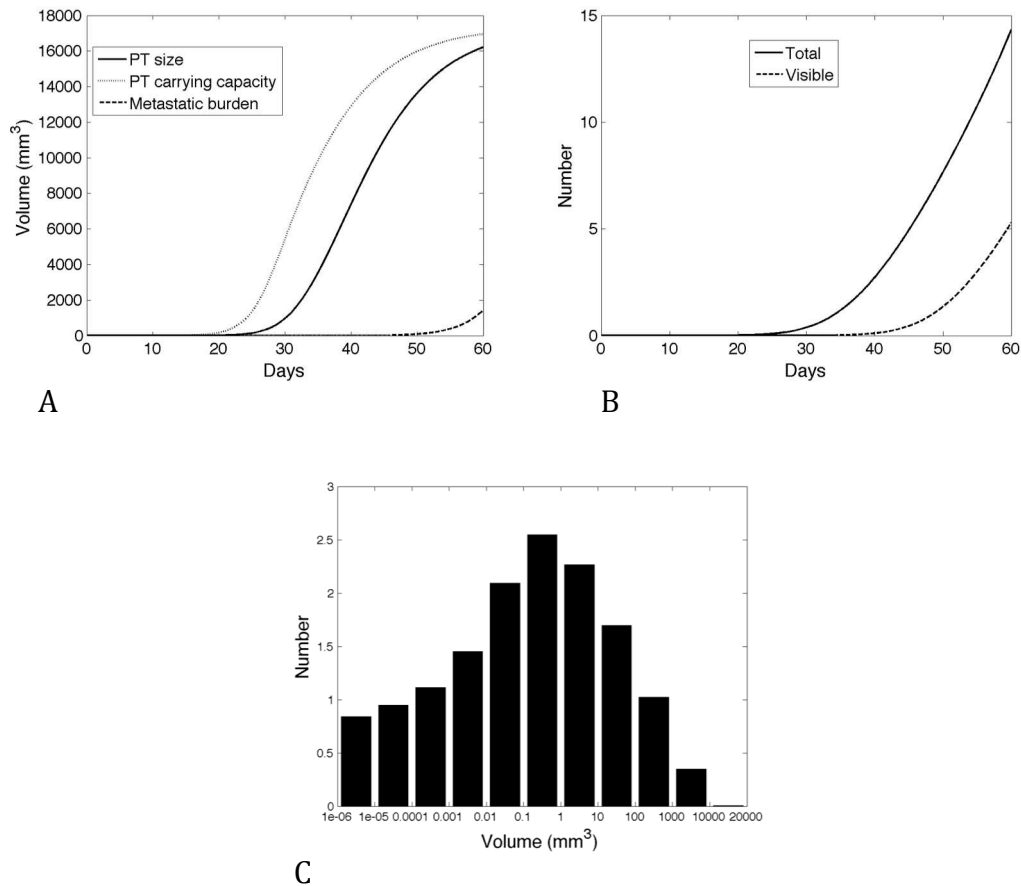 18000
16000
14000
12000
10000
8000
6000
4000
2000
0
Volume (mm³)
PT size
PT carrying capacity
Metastatic burden
0 10 20 30 40 50 60
Days
A
15
10
5
0
Number
Total
Visible
0 10 20 30 40 50 60
Days
B
3
2.5
2
1.5
1
0.5
0
Number
1e-06 1e-05 0.0001 0.001 0.01 0.1 1 10 100 1000 10000 20000
Volume (mm³)
C